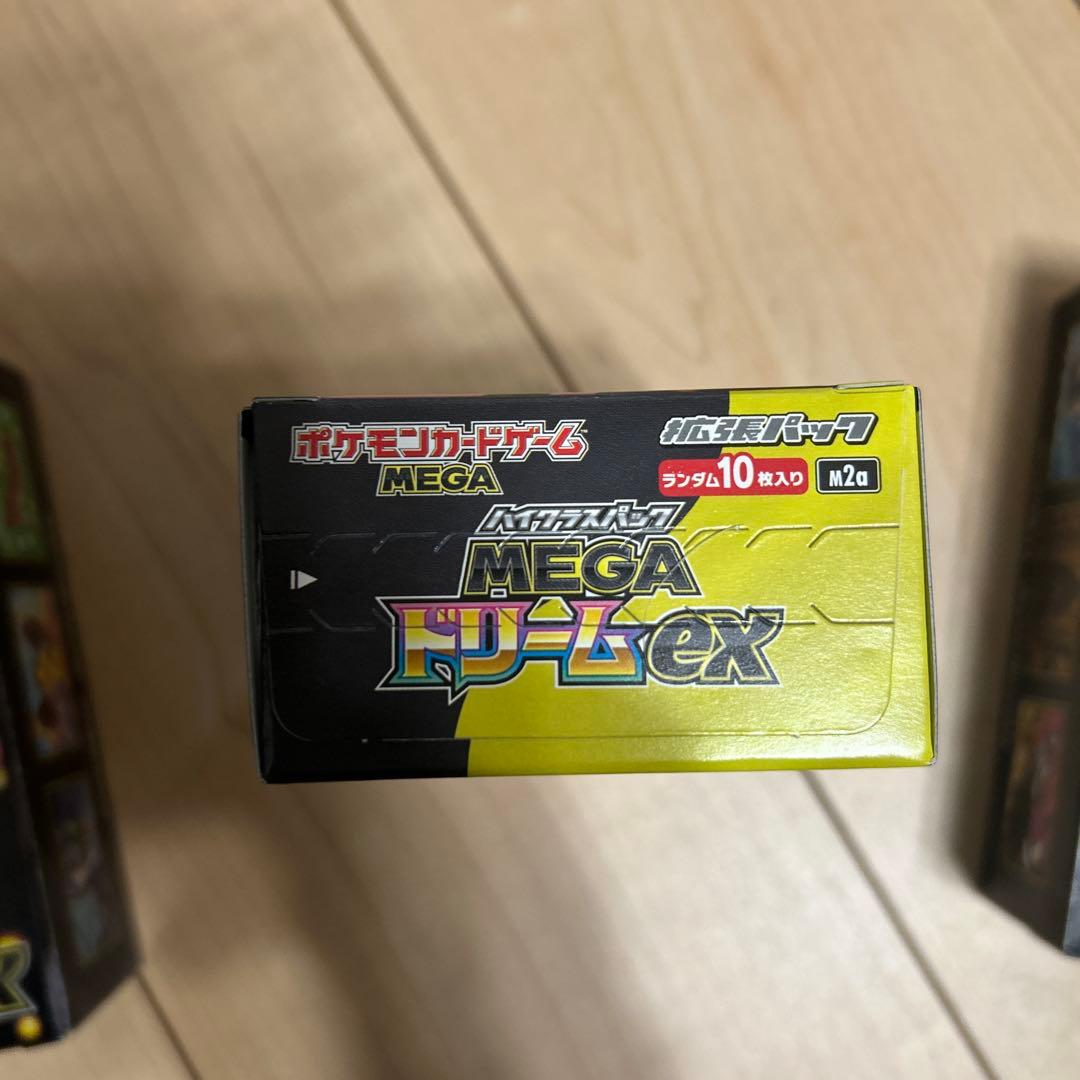 ポケモンカードゲーム
MEGA
拡張パック
ランダム10枚入り M2a
ハイクラスパック
MEGA
ドリームex